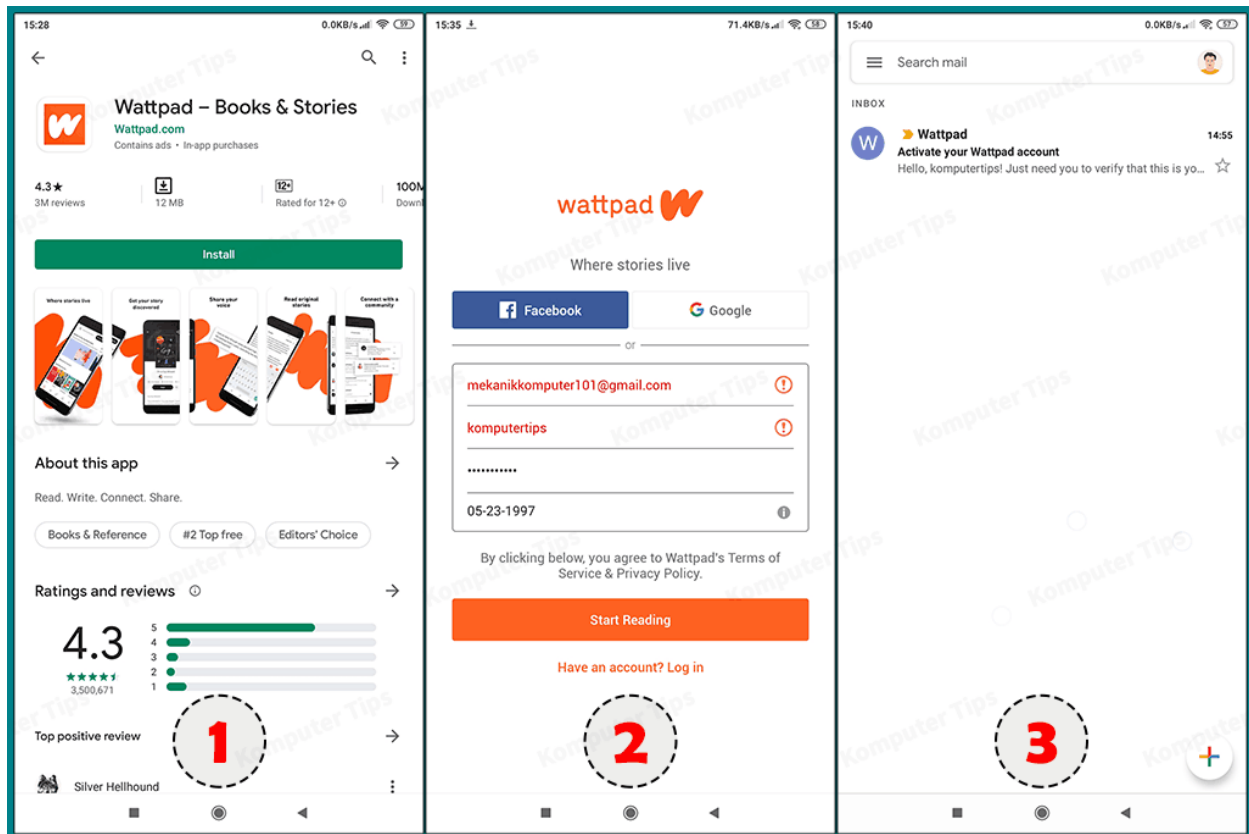 15:28
0.0KB/s 59
Wattpad – Books & Stories
Wattpad.com
Contains ads • In-app purchases
4.3★
3M reviews
12 MB
12+
Rated for 12+
100M
Downl
Install
Where stories live
Get your story
discovered
Share your
voice
Read original
stories
Connect with a
community
About this app
Read. Write. Connect. Share.
Books & Reference
#2 Top free
Editors' Choice
Ratings and reviews
4.3
3,500,671
5
4
3
2
1
Top positive review
Silver Hellhound
1
15:35
71.4KB/s 58
wattpad
Where stories live
Facebook
Google
or
mekanikkomputer101@gmail.com
komputertips
•••••••••••
05-23-1997
By clicking below, you agree to Wattpad's Terms of
Service & Privacy Policy.
Start Reading
Have an account? Log in
2
15:40
0.0KB/s 57
Search mail
INBOX
W
Wattpad
14:55
Activate your Wattpad account
Hello, komputertips! Just need you to verify that this is yo...
3
Komputer Tips